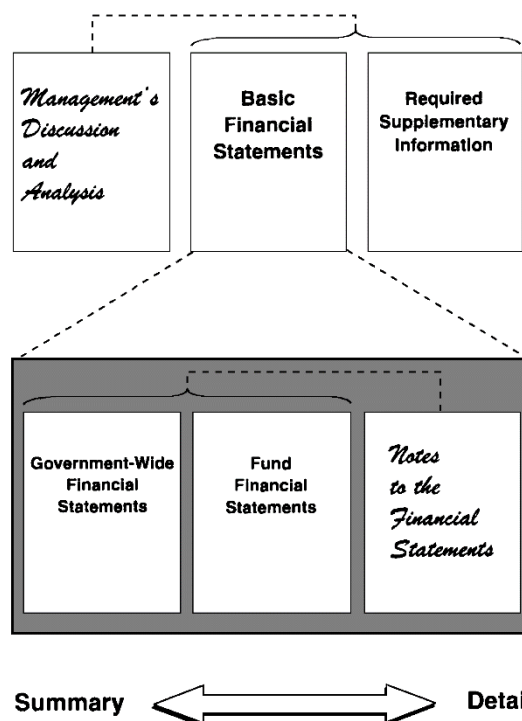 Management's
Discussion
and
Analysis
Basic
Financial
Statements
Required
Supplementary
Information
Government-Wide
Financial
Statements
Fund
Financial
Statements
Notes
to the
Financial
Statements
Summary
Detai